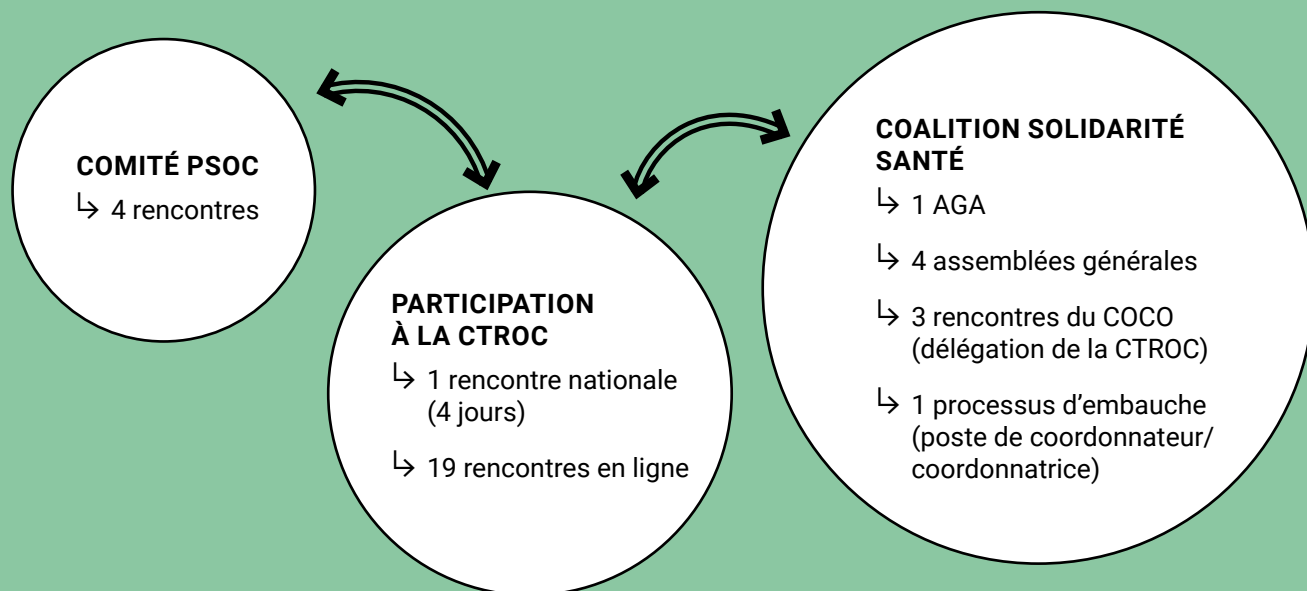 COMITÉ PSOC
↳ 4 rencontres
PARTICIPATION
À LA CTROC
↳ 1 rencontre nationale
(4 jours)
↳ 19 rencontres en ligne
COALITION SOLIDARITÉ
SANTÉ
↳ 1 AGA
↳ 4 assemblées générales
↳ 3 rencontres du COCO
(délégation de la CTROC)
↳ 1 processus d’embauche
(poste de coordonnateur/
coordonnatrice)